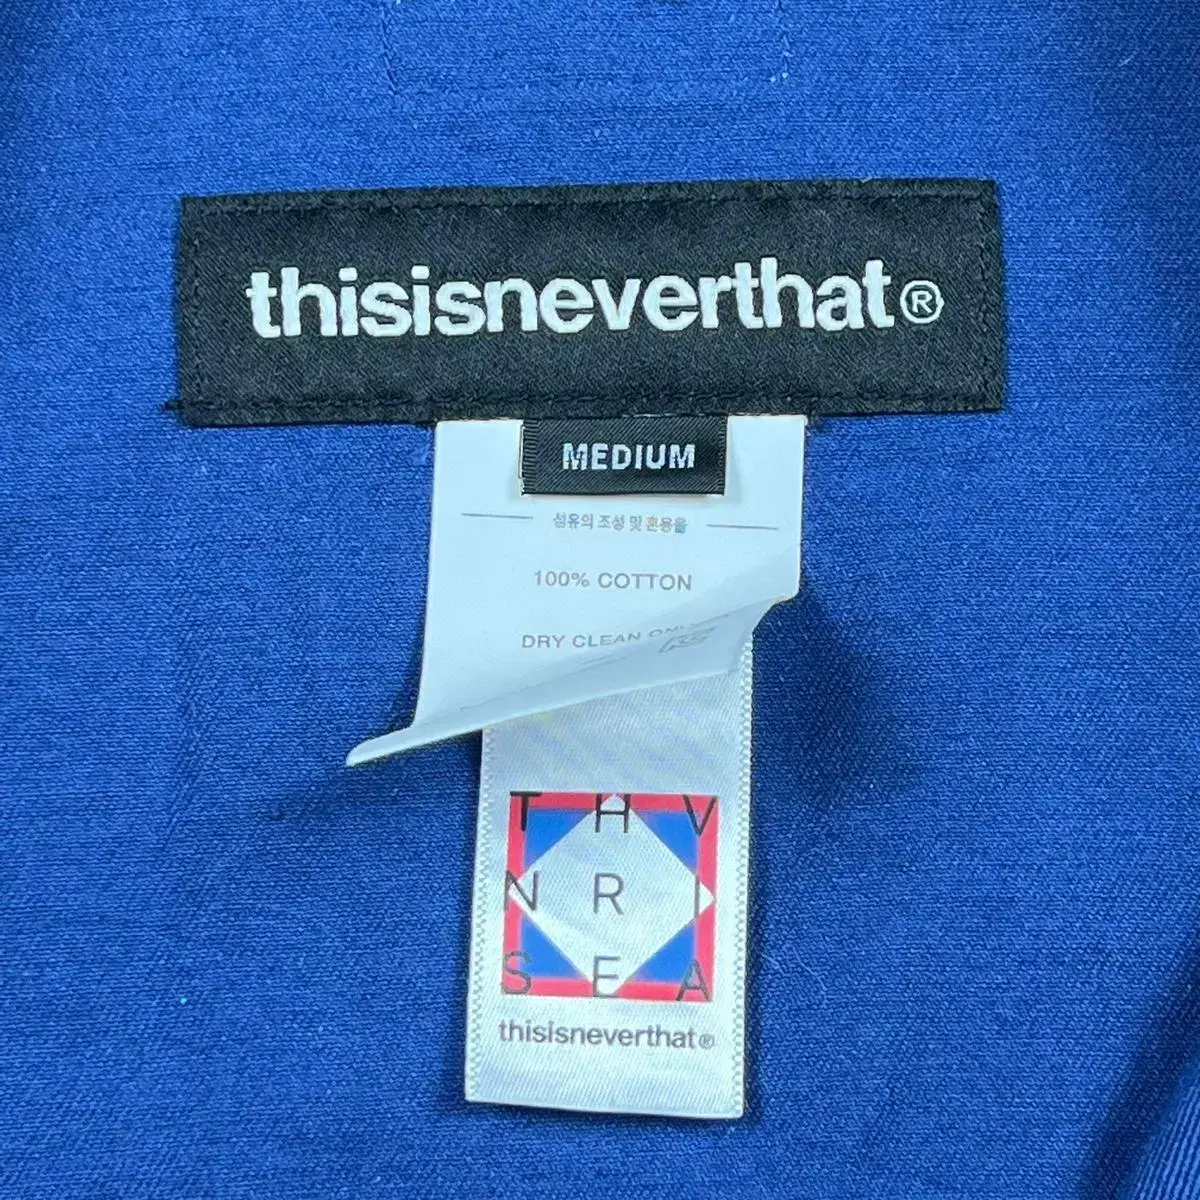 thisisneverthat®
MEDIUM
섬유의 조성 및 혼용율
100% COTTON
DRY CLEAN ONLY
T H V
N R I
S E A
thisisneverthat®